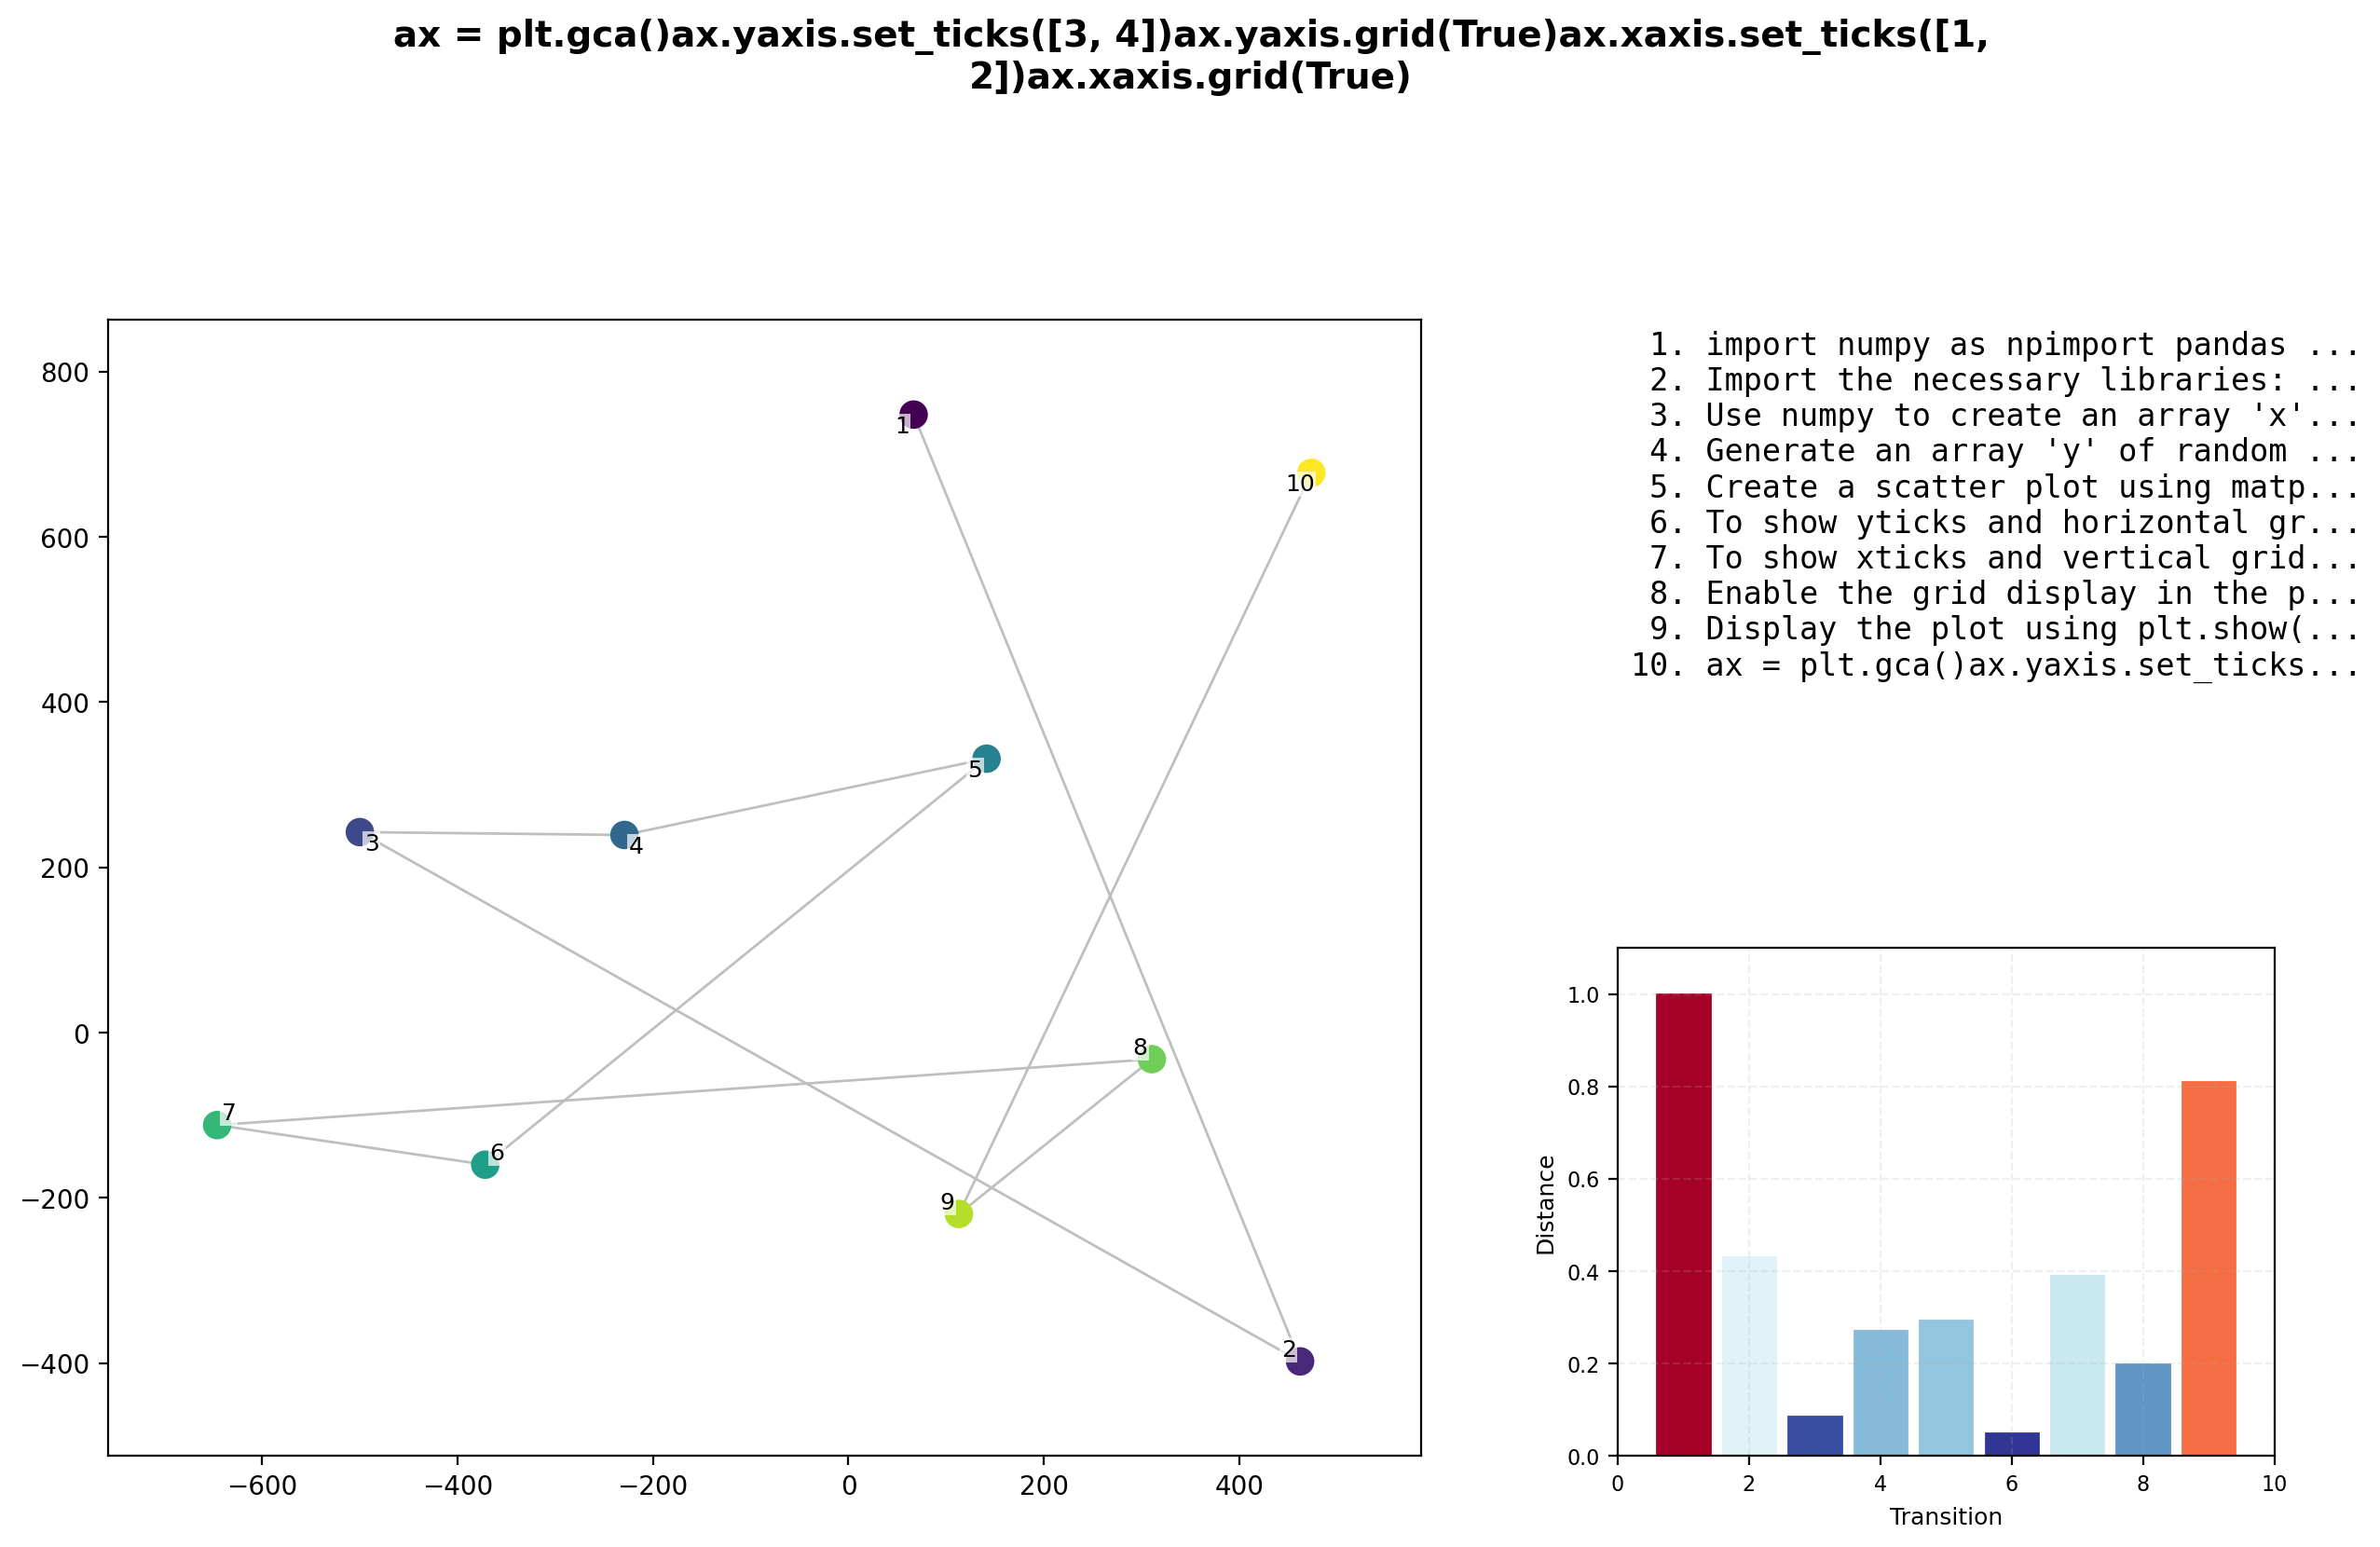 ax = plt.gca()ax.yaxis.set_ticks([3, 4])ax.yaxis.grid(True)ax.xaxis.set_ticks([1,
2])ax.xaxis.grid(True)
800
600
400
200
0
−200
−400
−600
−400
−200
0
200
400
1
10
5
3
4
8
7
6
9
2
1. import numpy as npimport pandas ...
2. Import the necessary libraries: ...
3. Use numpy to create an array 'x'...
4. Generate an array 'y' of random ...
5. Create a scatter plot using matp...
6. To show yticks and horizontal gr...
7. To show xticks and vertical grid...
8. Enable the grid display in the p...
9. Display the plot using plt.show(...
10. ax = plt.gca()ax.yaxis.set_ticks...
Distance
1.0
0.8
0.6
0.4
0.2
0.0
0
2
4
6
8
10
Transition